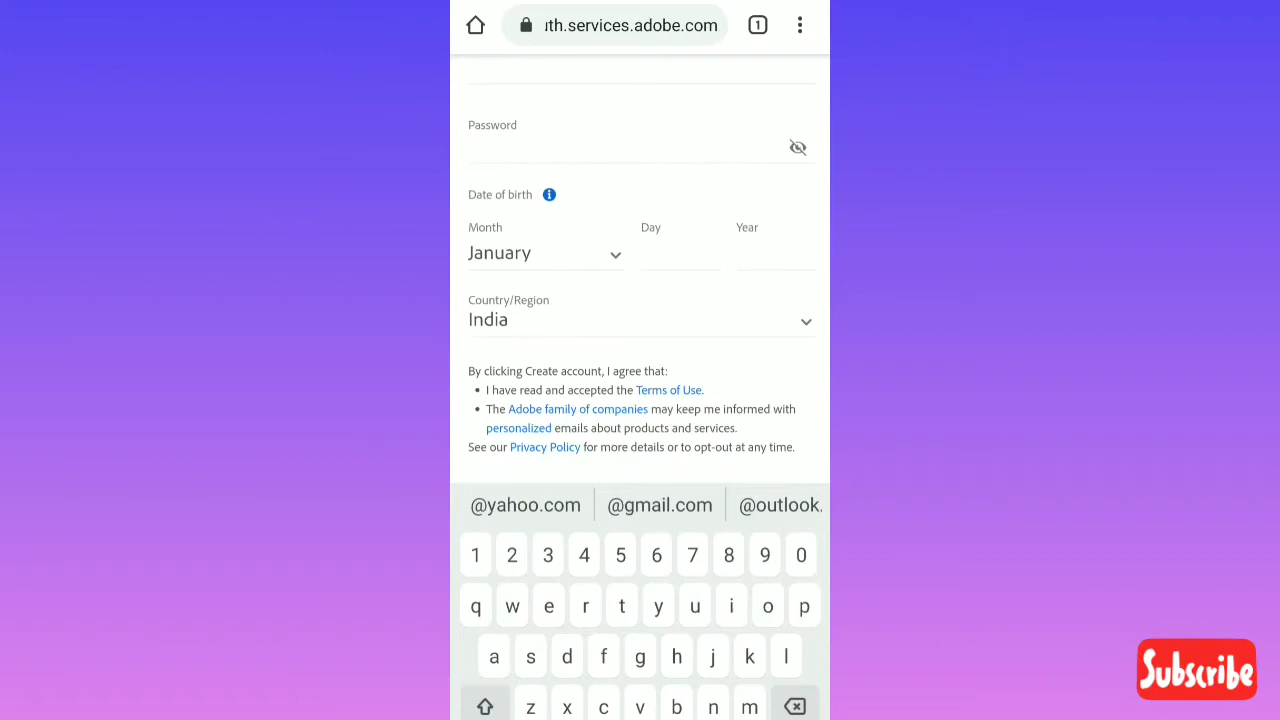 ıth.services.adobe.com 1
Password
Date of birth i
Month Day Year
January
Country/Region
India
By clicking Create account, I agree that:
• I have read and accepted the Terms of Use.
• The Adobe family of companies may keep me informed with
personalized emails about products and services.
See our Privacy Policy for more details or to opt-out at any time.
@yahoo.com @gmail.com @outlook.
1 2 3 4 5 6 7 8 9 0
q w e r t y u i o p
a s d f g h j k l
z x c v b n m
Subscribe